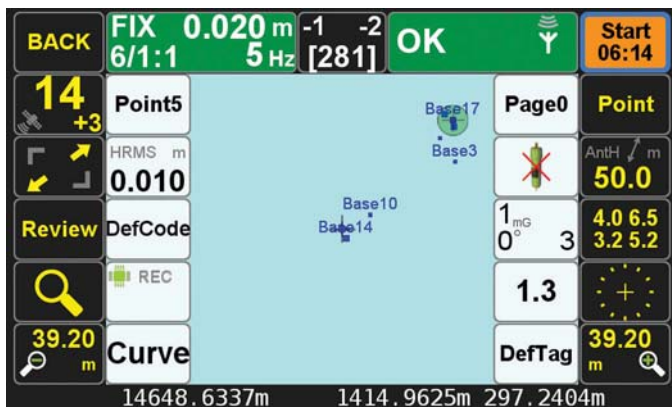 BACK
FIX 0.020 m
6/1:1 5 Hz
-1 -2
[281]
OK
Start
06:14
14
+3
Point5
Base17
Page0
Point
HRMS m
0.010
Base3
AntH m
50.0
Review
DefCode
Base10
Base14
1 mG
0° 3
4.0 6.5
3.2 5.2
REC
1.3
39.20
m
Curve
DefTag
39.20
m
14648.6337m 1414.9625m 297.2404m